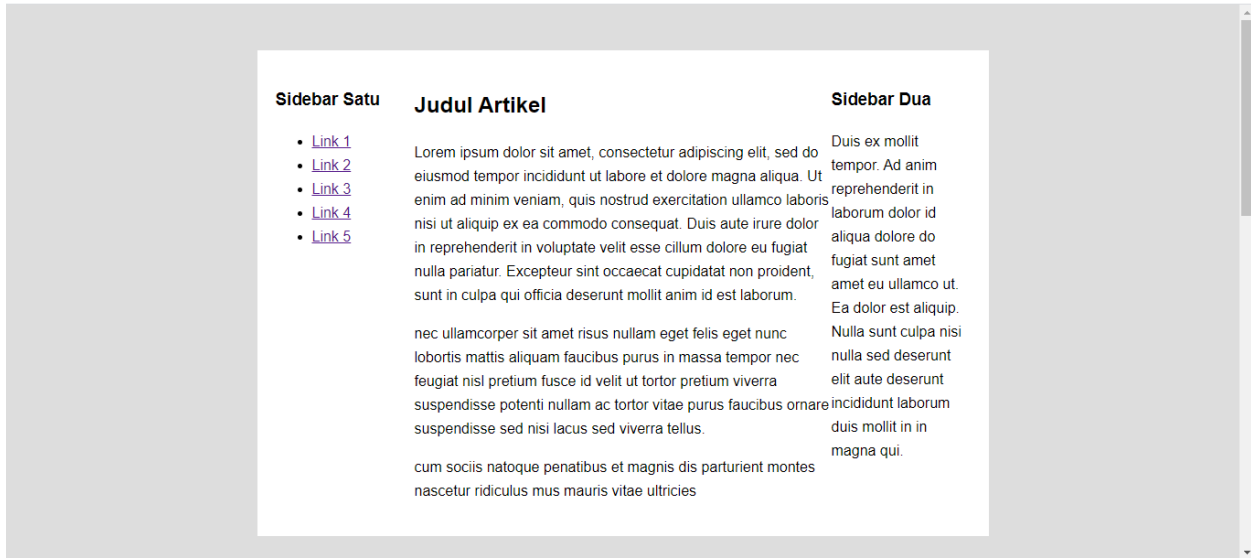 Sidebar Satu
Link 1
Link 2
Link 3
Link 4
Link 5
Judul Artikel
Lorem ipsum dolor sit amet, consectetur adipiscing elit, sed do
eiusmod tempor incididunt ut labore et dolore magna aliqua. Ut
enim ad minim veniam, quis nostrud exercitation ullamco laboris
nisi ut aliquip ex ea commodo consequat. Duis aute irure dolor
in reprehenderit in voluptate velit esse cillum dolore eu fugiat
nulla pariatur. Excepteur sint occaecat cupidatat non proident,
sunt in culpa qui officia deserunt mollit anim id est laborum.
nec ullamcorper sit amet risus nullam eget felis eget nunc
lobortis mattis aliquam faucibus purus in massa tempor nec
feugiat nisl pretium fusce id velit ut tortor pretium viverra
suspendisse potenti nullam ac tortor vitae purus faucibus ornare
suspendisse sed nisi lacus sed viverra tellus.
cum sociis natoque penatibus et magnis dis parturient montes
nascetur ridiculus mus mauris vitae ultricies
Sidebar Dua
Duis ex mollit
tempor. Ad anim
reprehenderit in
laborum dolor id
aliqua dolore do
fugiat sunt amet
amet eu ullamco ut.
Ea dolor est aliquip.
Nulla sunt culpa nisi
nulla sed deserunt
elit aute deserunt
incididunt laborum
duis mollit in in
magna qui.